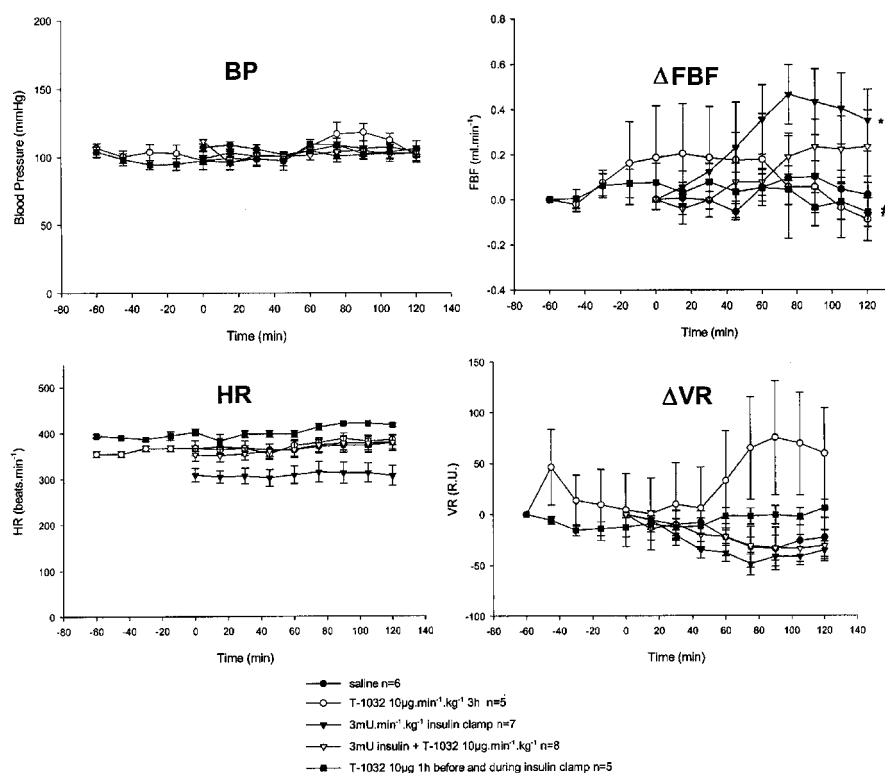 BP
Blood Pressure (mmHg)
200
150
100
50
0
-80 -60 -40 -20 0 20 40 60 80 100 120 140
Time (min)
ΔFBF
FBF (ml.min⁻¹)
0.8
0.6
0.4
0.2
0.0
-0.2
-0.4
*
-80 -60 -40 -20 0 20 40 60 80 100 120
Time (min)
HR
HR (beats.min⁻¹)
500
400
300
200
100
0
-80 -60 -40 -20 0 20 40 60 80 100 120 140
Time (min)
ΔVR
VR (R.U.)
150
100
50
0
-50
-100
-80 -60 -40 -20 0 20 40 60 80 100 120 140
Time (min)
saline n=6
T-1032 10µg.min⁻¹.kg⁻¹ 3h n=5
3mU.min⁻¹.kg⁻¹ insulin clamp n=7
3mU insulin + T-1032 10µg.min⁻¹.kg⁻¹ n=8
T-1032 10µg 1h before and during insulin clamp n=5